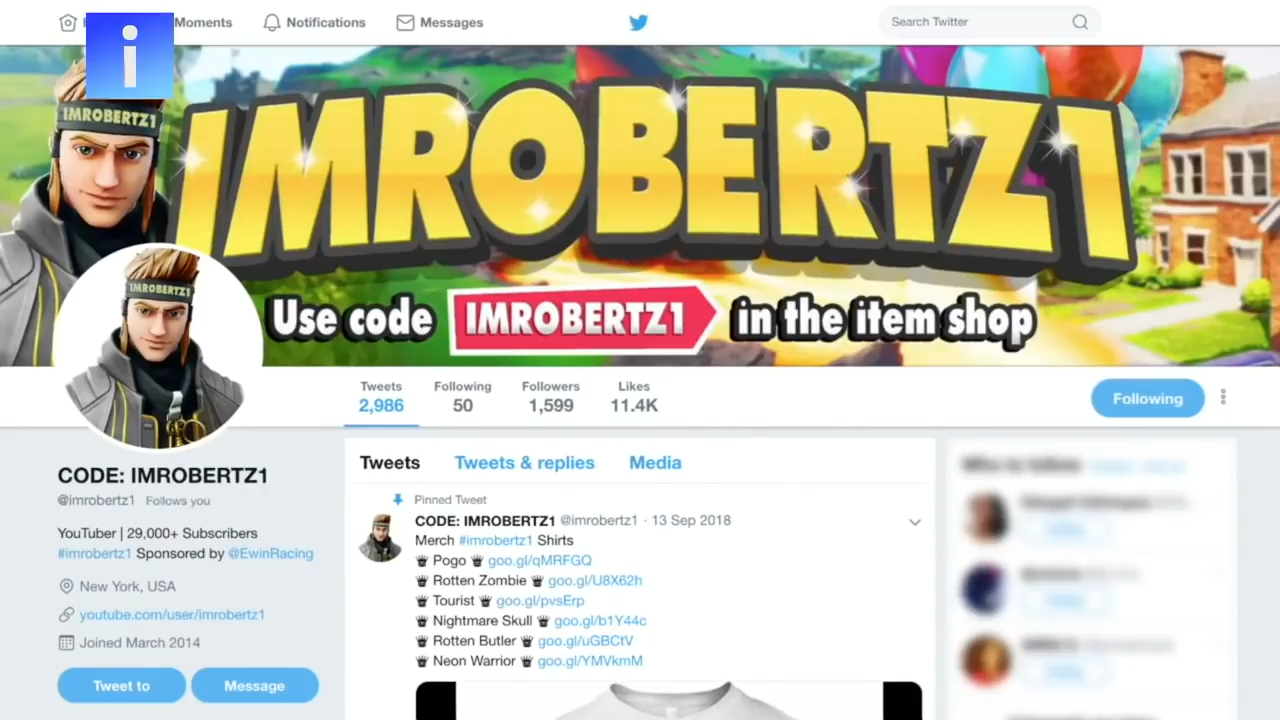 i
Moments
Notifications
Messages
Search Twitter
IMROBERTZ1
IMROBERTZ1
Use code IMROBERTZ1 in the item shop
IMROBERTZ1
Tweets Following Followers Likes
2,986 50 1,599 11.4K
Following
CODE: IMROBERTZ1
@imrobertz1 Follows you
YouTuber | 29,000+ Subscribers
#imrobertz1 Sponsored by @EwinRacing
New York, USA
youtube.com/user/imrobertz1
Joined March 2014
Tweet to
Message
Tweets Tweets & replies Media
Pinned Tweet
CODE: IMROBERTZ1 @imrobertz1 · 13 Sep 2018
Merch #imrobertz1 Shirts
♛ Pogo ♛ goo.gl/qMRFGQ
♛ Rotten Zombie ♛ goo.gl/U8X62h
♛ Tourist ♛ goo.gl/pvsErp
♛ Nightmare Skull ♛ goo.gl/b1Y44c
♛ Rotten Butler ♛ goo.gl/uGBCtV
♛ Neon Warrior ♛ goo.gl/YMVkmM